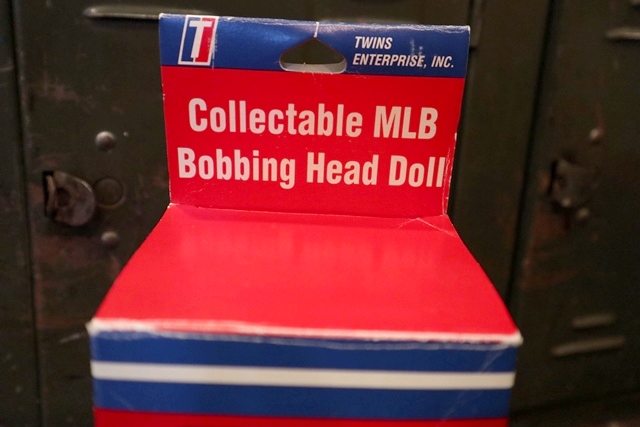 T
TWINS
ENTERPRISE, INC.
Collectable MLB
Bobbing Head Doll